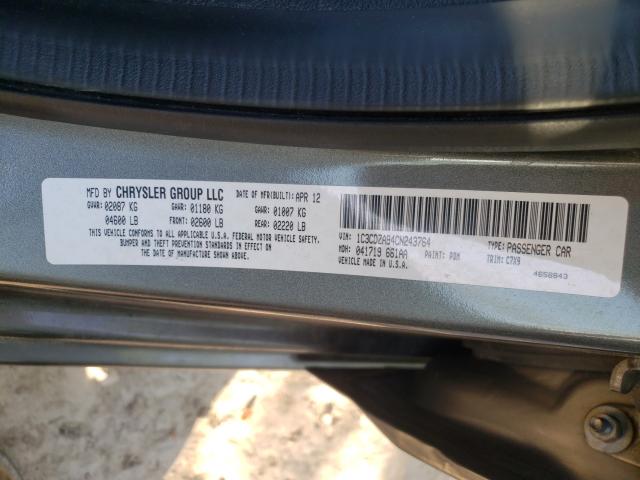 MFD BY CHRYSLER GROUP LLC DATE OF MFR(BUILT): APR 12
GVWR: 02087 KG GAWR: 01180 KG GAWR: 01007 KG
04600 LB FRONT: 02600 LB REAR: 02220 LB
THIS VEHICLE CONFORMS TO ALL APPLICABLE U.S.A. FEDERAL MOTOR VEHICLE SAFETY,
BUMPER AND THEFT PREVENTION STANDARDS IN EFFECT ON
THE DATE OF MANUFACTURE SHOWN ABOVE.
VIN: 1C3CDZAB4CN243764 TYPE: PASSENGER CAR
MDH: 041719 661AA PAINT: PDM TRIM: C7X9
VEHICLE MADE IN U.S.A. 4658843